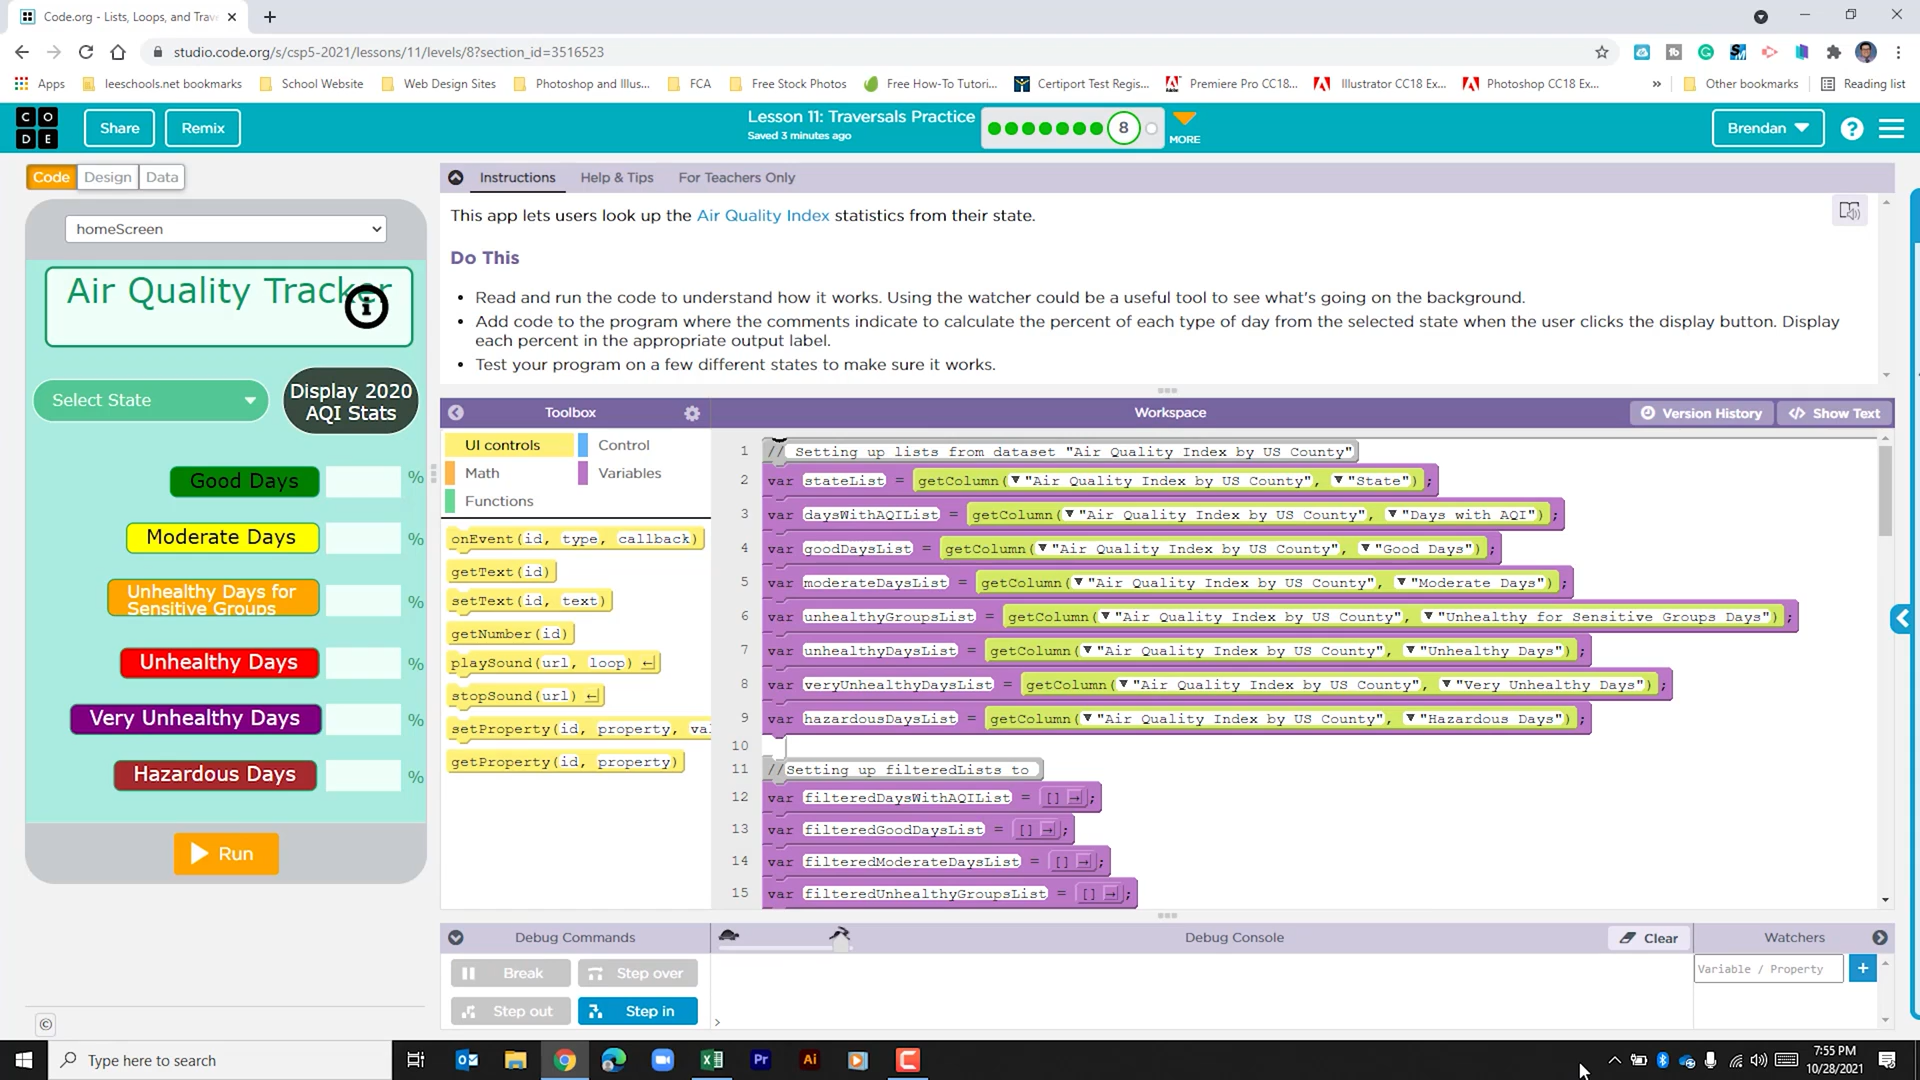 Code.org - Lists, Loops, and Trav
studio.code.org/s/csp5-2021/lessons/11/levels/8?section_id=3516523
Apps leeschools.net bookmarks School Website Web Design Sites Photoshop and Illus... FCA Free Stock Photos Free How-To Tutori... Certiport Test Regis... Premiere Pro CC18... Illustrator CC18 Ex... Photoshop CC18 Ex... » Other bookmarks Reading list
CODE Share Remix
Lesson 11: Traversals Practice
Saved 3 minutes ago
8 MORE
Brendan ?
Code Design Data
homeScreen
Air Quality Tracker
Select State
Display 2020
AQI Stats
Good Days %
Moderate Days %
Unhealthy Days for
Sensitive Groups %
Unhealthy Days %
Very Unhealthy Days %
Hazardous Days %
Run
Instructions Help & Tips For Teachers Only
This app lets users look up the Air Quality Index statistics from their state.
Do This
• Read and run the code to understand how it works. Using the watcher could be a useful tool to see what's going on the background.
• Add code to the program where the comments indicate to calculate the percent of each type of day from the selected state when the user clicks the display button. Display
each percent in the appropriate output label.
• Test your program on a few different states to make sure it works.
Toolbox
UI controls Control
Math Variables
Functions
onEvent(id, type, callback)
getText(id)
setText(id, text)
getNumber(id)
playSound(url, loop)
stopSound(url)
setProperty(id, property, val
getProperty(id, property)
Workspace Version History </> Show Text
1 // Setting up lists from dataset "Air Quality Index by US County"
2 var stateList = getColumn(▼"Air Quality Index by US County", ▼"State");
3 var daysWithAQIList = getColumn(▼"Air Quality Index by US County", ▼"Days with AQI");
4 var goodDaysList = getColumn(▼"Air Quality Index by US County", ▼"Good Days");
5 var moderateDaysList = getColumn(▼"Air Quality Index by US County", ▼"Moderate Days");
6 var unhealthyGroupsList = getColumn(▼"Air Quality Index by US County", ▼"Unhealthy for Sensitive Groups Days");
7 var unhealthyDaysList = getColumn(▼"Air Quality Index by US County", ▼"Unhealthy Days");
8 var veryUnhealthyDaysList = getColumn(▼"Air Quality Index by US County", ▼"Very Unhealthy Days");
9 var hazardousDaysList = getColumn(▼"Air Quality Index by US County", ▼"Hazardous Days");
10
11 //Setting up filteredLists to
12 var filteredDaysWithAQIList = [];
13 var filteredGoodDaysList = [];
14 var filteredModerateDaysList = [];
15 var filteredUnhealthyGroupsList = [];
Debug Commands Debug Console Clear Watchers
Break Step over
Step out Step in
>
Variable / Property +
©
Type here to search
Pr Ai
7:55 PM
10/28/2021